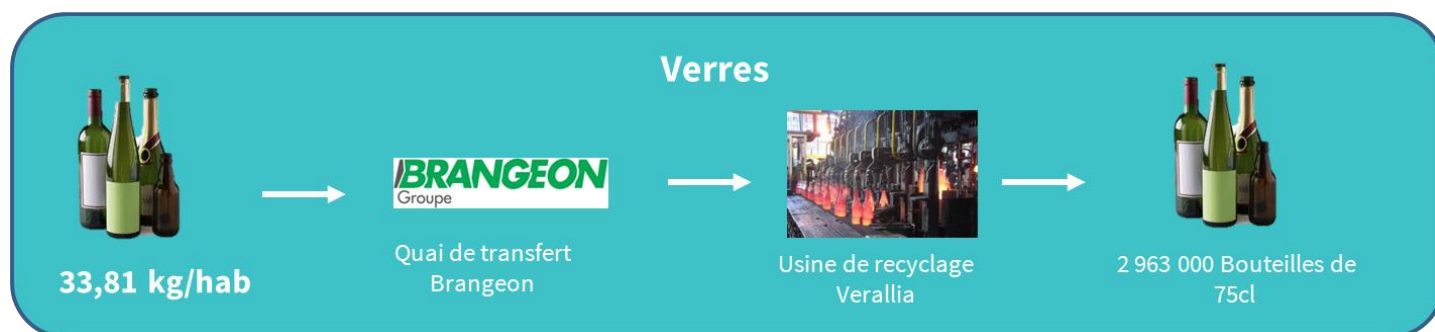 Verres
BRANGEON
Groupe
Quai de transfert
Brangeon
33,81 kg/hab
Usine de recyclage
Verallia
2 963 000 Bouteilles de
75cl